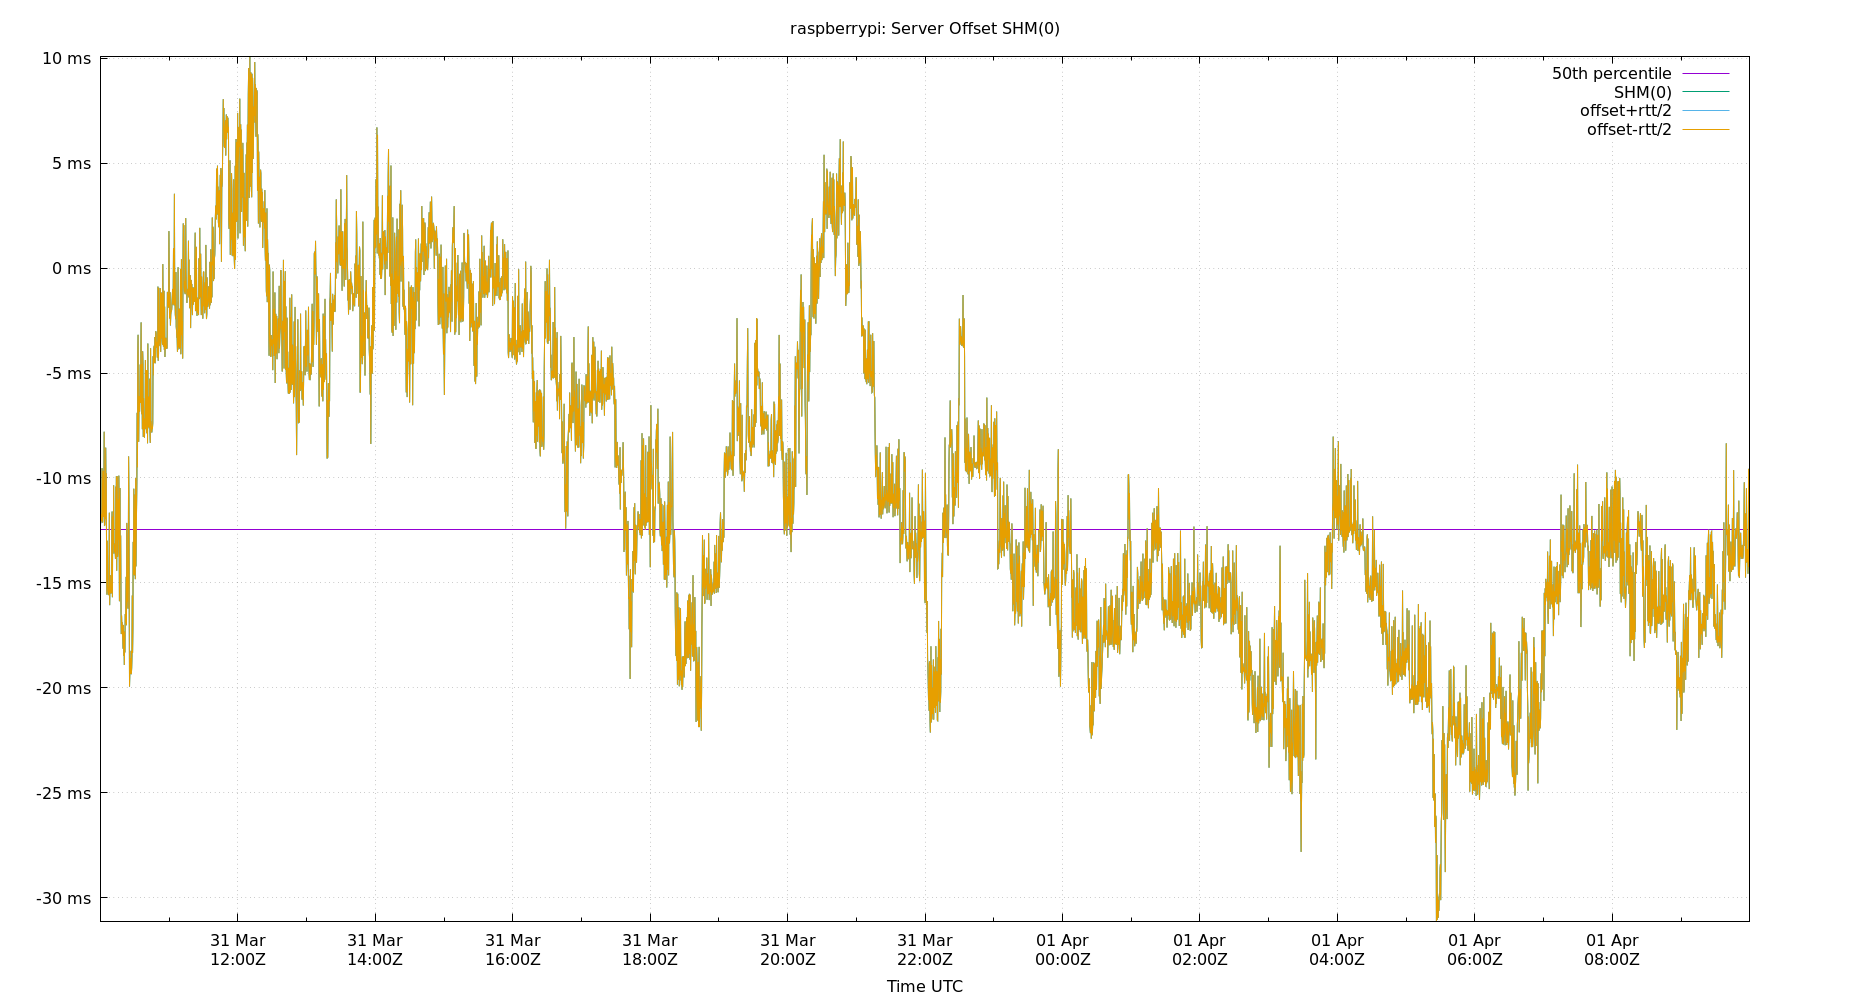 raspberrypi: Server Offset SHM(0)
10 ms
5 ms
0 ms
-5 ms
-10 ms
-15 ms
-20 ms
-25 ms
-30 ms
50th percentile
SHM(0)
offset+rtt/2
offset-rtt/2
31 Mar
12:00Z
31 Mar
14:00Z
31 Mar
16:00Z
31 Mar
18:00Z
31 Mar
20:00Z
31 Mar
22:00Z
01 Apr
00:00Z
01 Apr
02:00Z
01 Apr
04:00Z
01 Apr
06:00Z
01 Apr
08:00Z
Time UTC